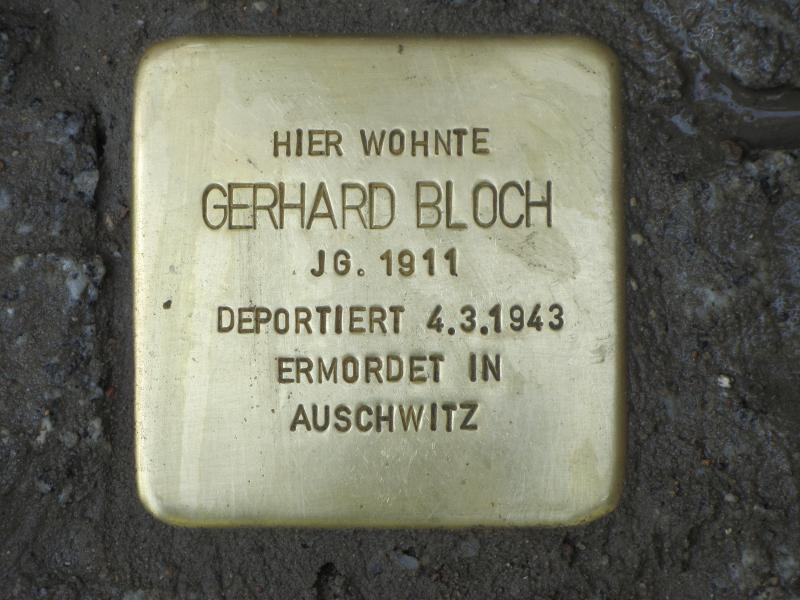 HIER WOHNTE
GERHARD BLOCH
JG. 1911
DEPORTIERT 4.3.1943
ERMORDET IN
AUSCHWITZ